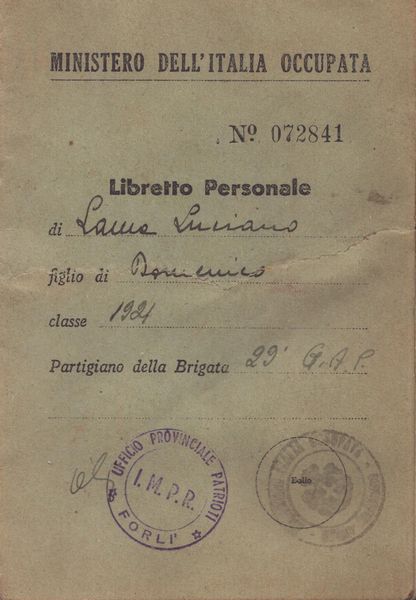 MINISTERO DELL'ITALIA OCCUPATA
Nº 072841
Libretto Personale
di Lama Luciano
figlio di Domenico
classe 1921
Partigiano della Brigata 29ª G.A.P.
UFFICIO PROVINCIALE PATRIOTI
I.M.P.R.
FORLI'
Bollo